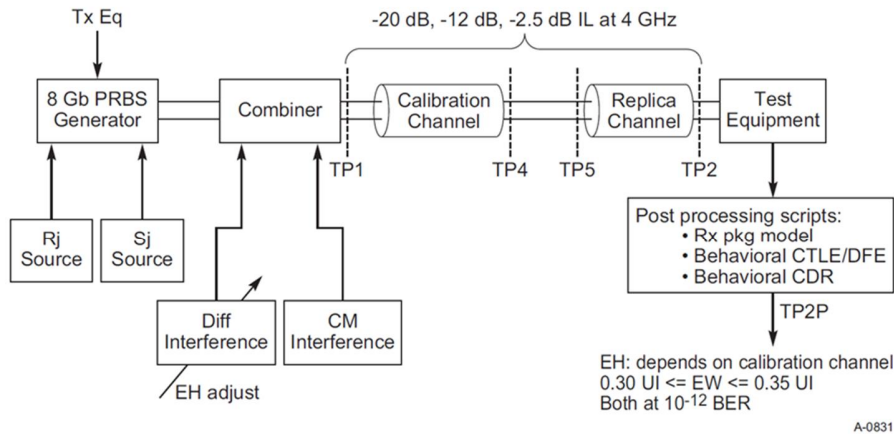 Tx Eq
-20 dB, -12 dB, -2.5 dB IL at 4 GHz
8 Gb PRBS
Generator
Combiner
Calibration
Channel
Replica
Channel
Test
Equipment
TP1
TP4
TP5
TP2
Rj
Source
Sj
Source
Diff
Interference
CM
Interference
EH adjust
Post processing scripts:
• Rx pkg model
• Behavioral CTLE/DFE
• Behavioral CDR
TP2P
EH: depends on calibration channel
0.30 UI <= EW <= 0.35 UI
Both at 10-12 BER
A-0831